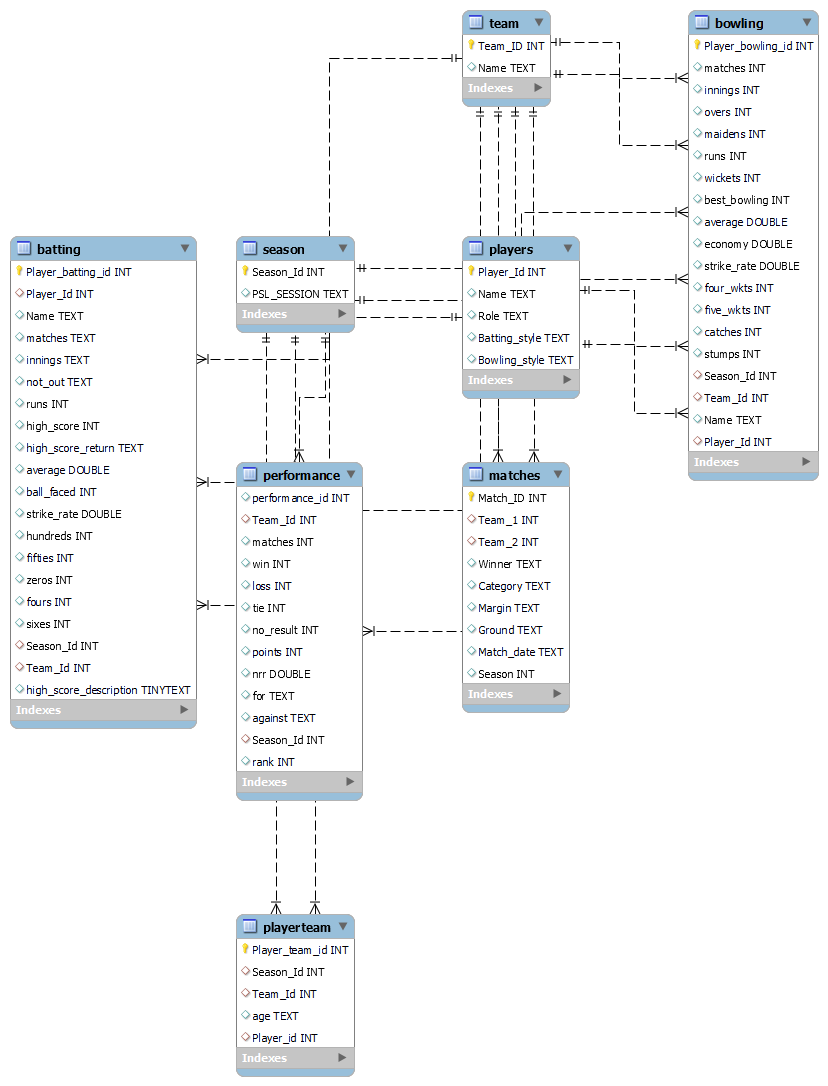 team
Team_ID INT
Name TEXT
Indexes
bowling
Player_bowling_id INT
matches INT
innings INT
overs INT
maidens INT
runs INT
wickets INT
best_bowling INT
average DOUBLE
economy DOUBLE
strike_rate DOUBLE
four_wkts INT
five_wkts INT
catches INT
stumps INT
Season_Id INT
Team_Id INT
Name TEXT
Player_Id INT
Indexes
batting
Player_batting_id INT
Player_Id INT
Name TEXT
matches TEXT
innings TEXT
not_out TEXT
runs INT
high_score INT
high_score_return TEXT
average DOUBLE
ball_faced INT
strike_rate DOUBLE
hundreds INT
fifties INT
zeros INT
fours INT
sixes INT
Season_Id INT
Team_Id INT
high_score_description TINYTEXT
Indexes
season
Season_Id INT
PSL_SESSION TEXT
Indexes
players
Player_Id INT
Name TEXT
Role TEXT
Batting_style TEXT
Bowling_style TEXT
Indexes
performance
performance_id INT
Team_Id INT
matches INT
win INT
loss INT
tie INT
no_result INT
points INT
nrr DOUBLE
for TEXT
against TEXT
Season_Id INT
rank INT
Indexes
matches
Match_ID INT
Team_1 INT
Team_2 INT
Winner TEXT
Category TEXT
Margin TEXT
Ground TEXT
Match_date TEXT
Season INT
Indexes
playerteam
Player_team_id INT
Season_Id INT
Team_Id INT
age TEXT
Player_id INT
Indexes